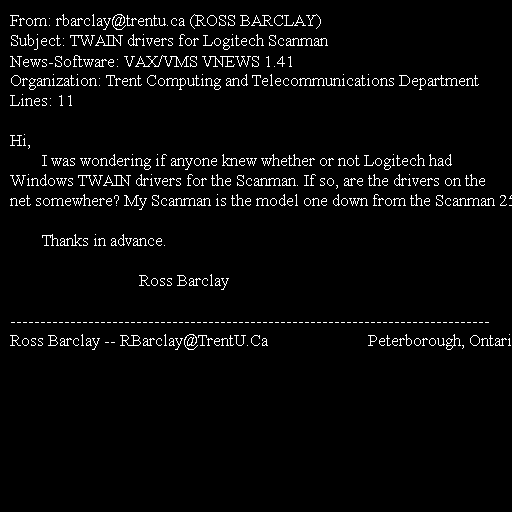 From: rbarclay@trentu.ca (ROSS BARCLAY)
Subject: TWAIN drivers for Logitech Scanman
News-Software: VAX/VMS VNEWS 1.41
Organization: Trent Computing and Telecommunications Department
Lines: 11
Hi,
I was wondering if anyone knew whether or not Logitech had
Windows TWAIN drivers for the Scanman. If so, are the drivers on the
net somewhere? My Scanman is the model one down from the Scanman
Thanks in advance.
Ross Barclay
--------------------------------------------------------------------------------
Ross Barclay -- RBarclay@TrentU.Ca Peterborough, Ontari